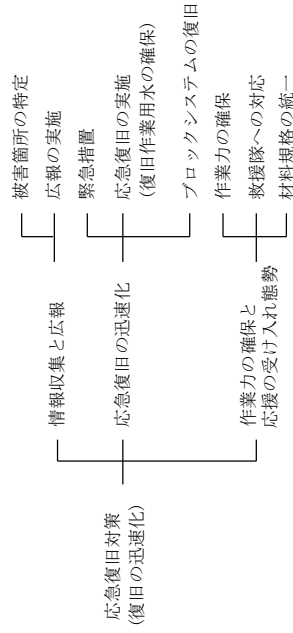 応急復旧対策
(復旧の迅速化)
情報収集と広報
被害箇所の特定
広報の実施
応急復旧の迅速化
緊急措置
応急復旧の実施
(復旧作業用水の確保)
ブロックシステムの復旧
作業力の確保と
応援の受け入れ態勢
作業力の確保
救援隊への対応
材料規格の統一